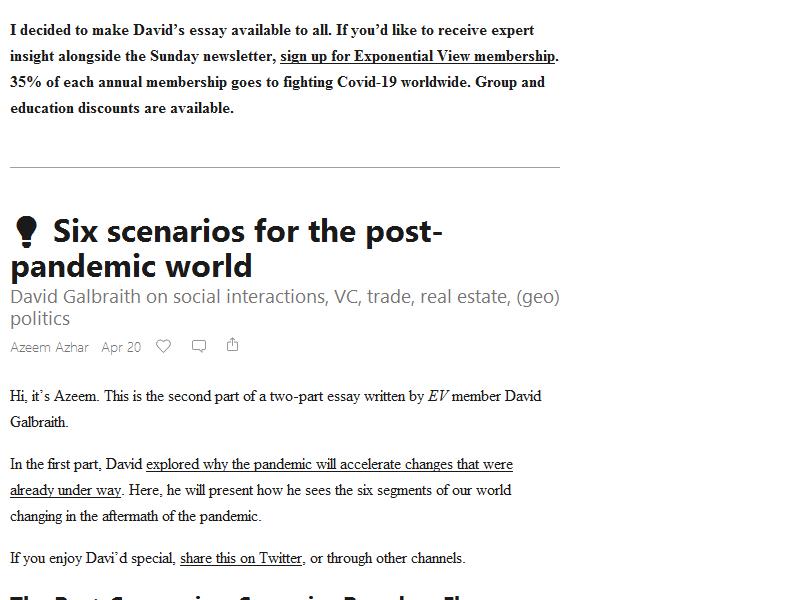 I decided to make David’s essay available to all. If you’d like to receive expert
insight alongside the Sunday newsletter, sign up for Exponential View membership.
35% of each annual membership goes to fighting Covid-19 worldwide. Group and
education discounts are available.
Six scenarios for the post-
pandemic world
David Galbraith on social interactions, VC, trade, real estate, (geo)
politics
Azeem Azhar Apr 20
Hi, it’s Azeem. This is the second part of a two-part essay written by EV member David
Galbraith.
In the first part, David explored why the pandemic will accelerate changes that were
already under way. Here, he will present how he sees the six segments of our world
changing in the aftermath of the pandemic.
If you enjoy Davi’d special, share this on Twitter, or through other channels.